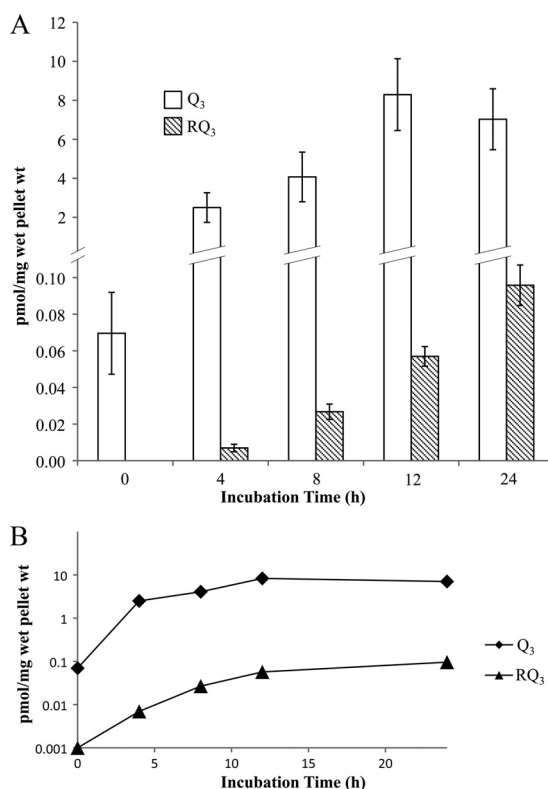 A
12
10
8
6
4
2
0.10
0.08
0.06
0.04
0.02
0.00
pmol/mg wet pellet wt
Q₃
RQ₃
0 4 8 12 24
Incubation Time (h)
B
10
1
0.1
0.01
0.001
pmol/mg wet pellet wt
0 5 10 15 20
Incubation Time (h)
Q₃
RQ₃